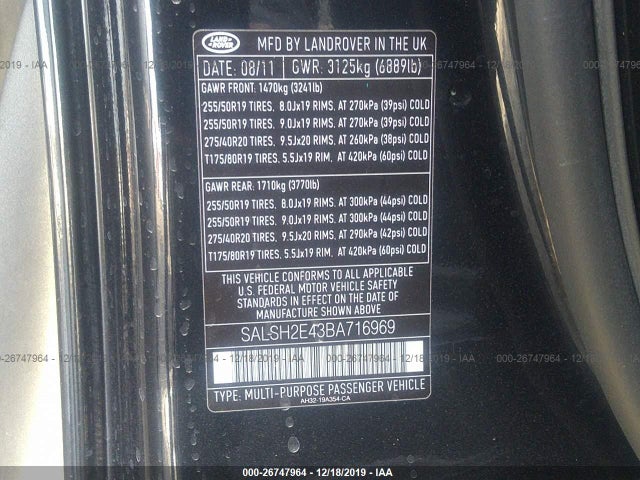 LAND
ROVER
MFD BY LANDROVER IN THE UK
DATE: 08/11 GWR: 3125kg (6889lb)
GAWR FRONT: 1470kg (3241lb)
255/50R19 TIRES, 8.0Jx19 RIMS, AT 270kPa (39psi) COLD
255/50R19 TIRES, 9.0Jx19 RIMS, AT 270kPa (39psi) COLD
275/40R20 TIRES, 9.5Jx20 RIMS, AT 260kPa (38psi) COLD
T175/80R19 TIRES, 5.5Jx19 RIM, AT 420kPa (60psi) COLD
GAWR REAR: 1710kg (3770lb)
255/50R19 TIRES, 8.0Jx19 RIMS, AT 300kPa (44psi) COLD
255/50R19 TIRES, 9.0Jx19 RIMS, AT 300kPa (44psi) COLD
275/40R20 TIRES, 9.5Jx20 RIMS, AT 290kPa (42psi) COLD
T175/80R19 TIRES, 5.5Jx19 RIM, AT 420kPa (60psi) COLD
THIS VEHICLE CONFORMS TO ALL APPLICABLE
U.S. FEDERAL MOTOR VEHICLE SAFETY
STANDARDS IN EFFECT ON THE DATE OF
MANUFACTURE SHOWN ABOVE.
SALSH2E43BA716969
TYPE: MULTI-PURPOSE PASSENGER VEHICLE
AH32-19A354-CA
000-26747964 - 12/18/2019 - IAA